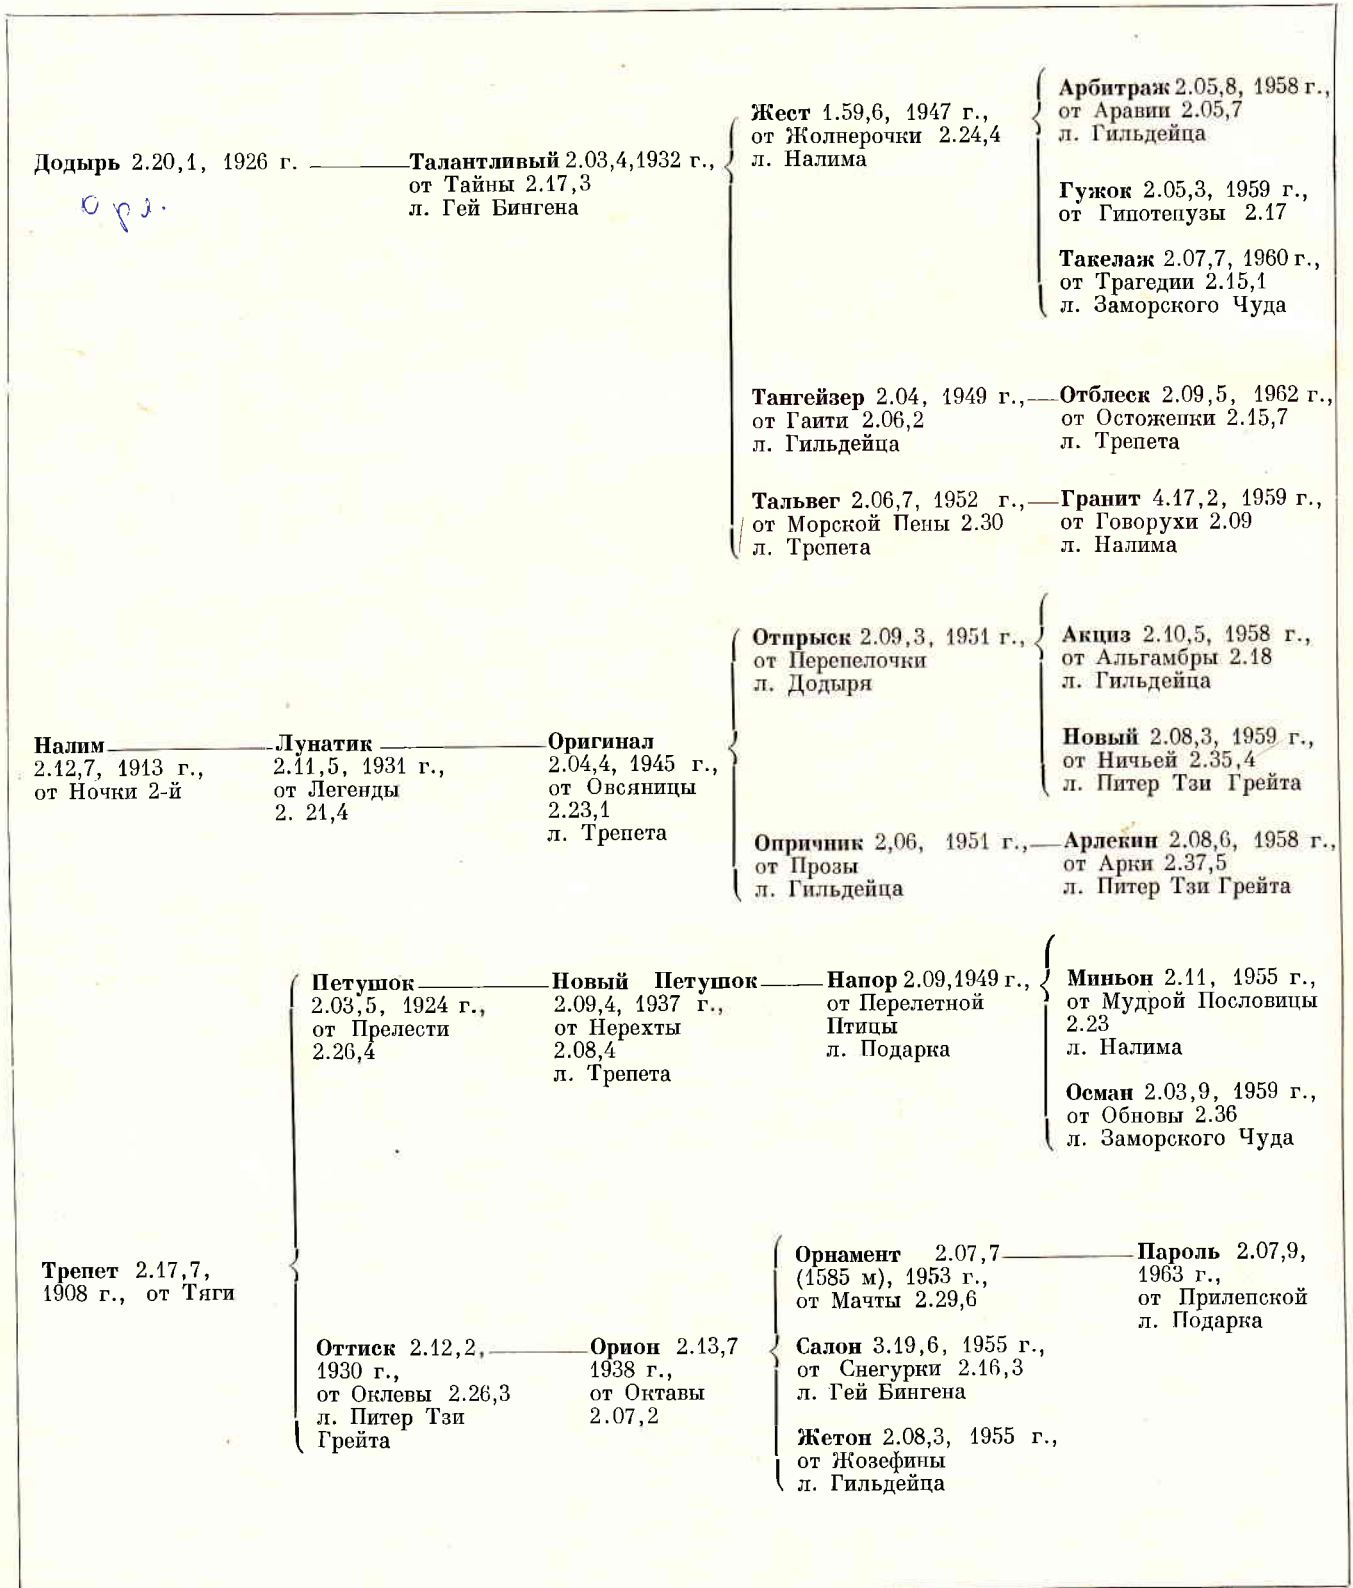 Додырь 2.20,1, 1926 г.
Орл.
Талантливый 2.03,4,1932 г.,
от Тайны 2.17,3
л. Гей Бингена
Жест 1.59,6, 1947 г.,
от Жолнерочки 2.24,4
л. Налима
Арбитраж 2.05,8, 1958 г.,
от Аравии 2.05,7
л. Гильдейца
Гужок 2.05,3, 1959 г.,
от Гипотенузы 2.17
Такелаж 2.07,7, 1960 г.,
от Трагедии 2.15,1
л. Заморского Чуда
Тангейзер 2.04, 1949 г.,
от Гаити 2.06,2
л. Гильдейца
Отблеск 2.09,5, 1962 г.,
от Остоженки 2.15,7
л. Трепета
Тальвег 2.06,7, 1952 г.,
от Морской Пены 2.30
л. Трепета
Гранит 4.17,2, 1959 г.,
от Говорухи 2.09
л. Налима
Налим
2.12,7, 1913 г.,
от Ночки 2-й
Лунатик
2.11,5, 1931 г.,
от Легенды
2. 21,4
Оригинал
2.04,4, 1945 г.,
от Овсяницы
2.23,1
л. Трепета
Отпрыск 2.09,3, 1951 г.,
от Перепелочки
л. Додыря
Акциз 2.10,5, 1958 г.,
от Альгамбры 2.18
л. Гильдейца
Новый 2.08,3, 1959 г.,
от Ничьей 2.35,4
л. Питер Тзи Грейта
Опричник 2,06, 1951 г.,
от Прозы
л. Гильдейца
Арлекин 2.08,6, 1958 г.,
от Арки 2.37,5
л. Питер Тзи Грейта
Трепет 2.17,7,
1908 г., от Тяги
Петушок
2.03,5, 1924 г.,
от Прелести
2.26,4
Новый Петушок
2.09,4, 1937 г.,
от Нерехты
2.08,4
л. Трепета
Напор 2.09,1949 г.,
от Перелетной
Птицы
л. Подарка
Миньон 2.11, 1955 г.,
от Мудрой Пословицы
2.23
л. Налима
Осман 2.03,9, 1959 г.,
от Обновы 2.36
л. Заморского Чуда
Оттиск 2.12,2,
1930 г.,
от Оклевы 2.26,3
л. Питер Тзи
Грейта
Орион 2.13,7
1938 г.,
от Октавы
2.07,2
Орнамент 2.07,7
(1585 м), 1953 г.,
от Мачты 2.29,6
Пароль 2.07,9,
1963 г.,
от Прилепской
л. Подарка
Салон 3.19,6, 1955 г.,
от Снегурки 2.16,3
л. Гей Бингена
Жетон 2.08,3, 1955 г.,
от Жозефины
л. Гильдейца